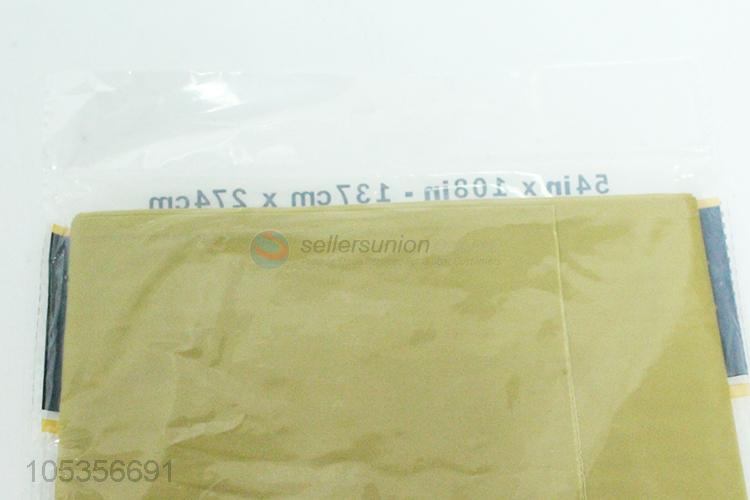 54in x 108in - 137cm x 274cm
sellersunion
105356691